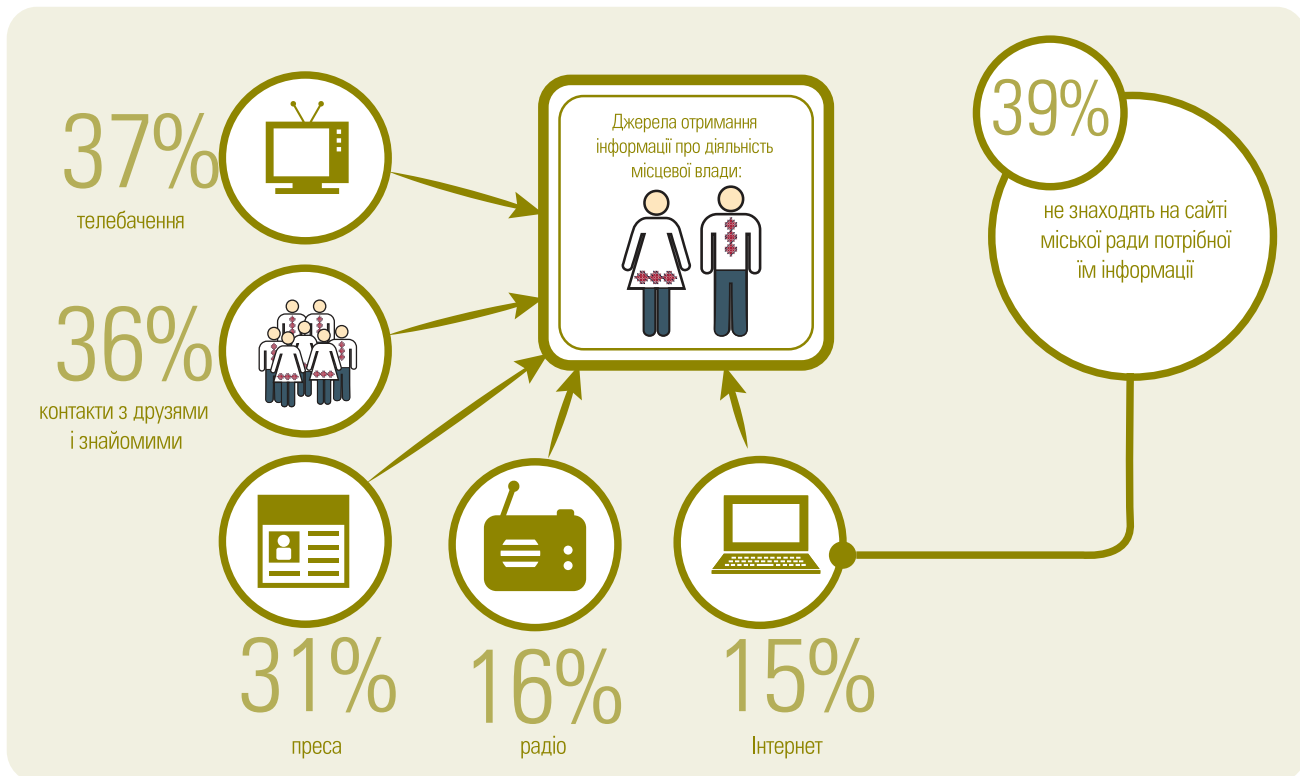 Джерела отримання
інформації про діяльність
місцевої влади:
37%
телебачення
36%
контакти з друзями
і знайомими
31%
преса
16%
радіо
15%
Інтернет
39%
не знаходять на сайті
міської ради потрібної
їм інформації